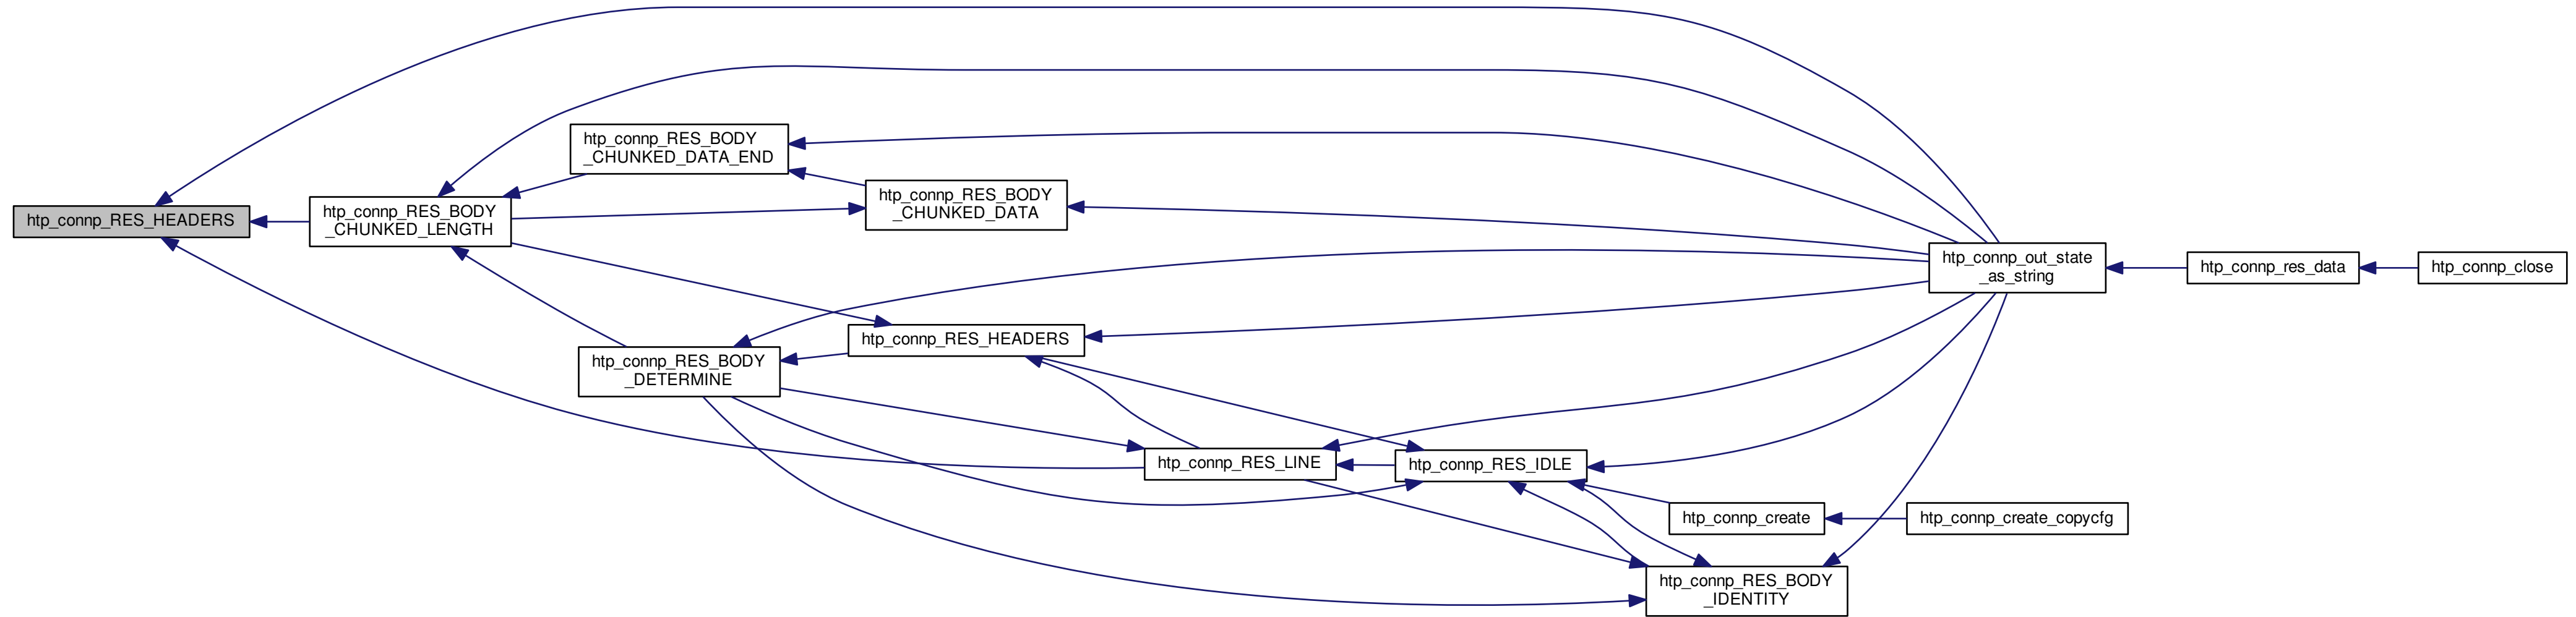 htp_connp_RES_HEADERS
htp_connp_RES_BODY
_CHUNKED_LENGTH
htp_connp_RES_BODY
_CHUNKED_DATA_END
htp_connp_RES_BODY
_CHUNKED_DATA
htp_connp_RES_BODY
_DETERMINE
htp_connp_RES_HEADERS
htp_connp_RES_LINE
htp_connp_RES_IDLE
htp_connp_create
htp_connp_create_copycfg
htp_connp_RES_BODY
_IDENTITY
htp_connp_out_state
_as_string
htp_connp_res_data
htp_connp_close